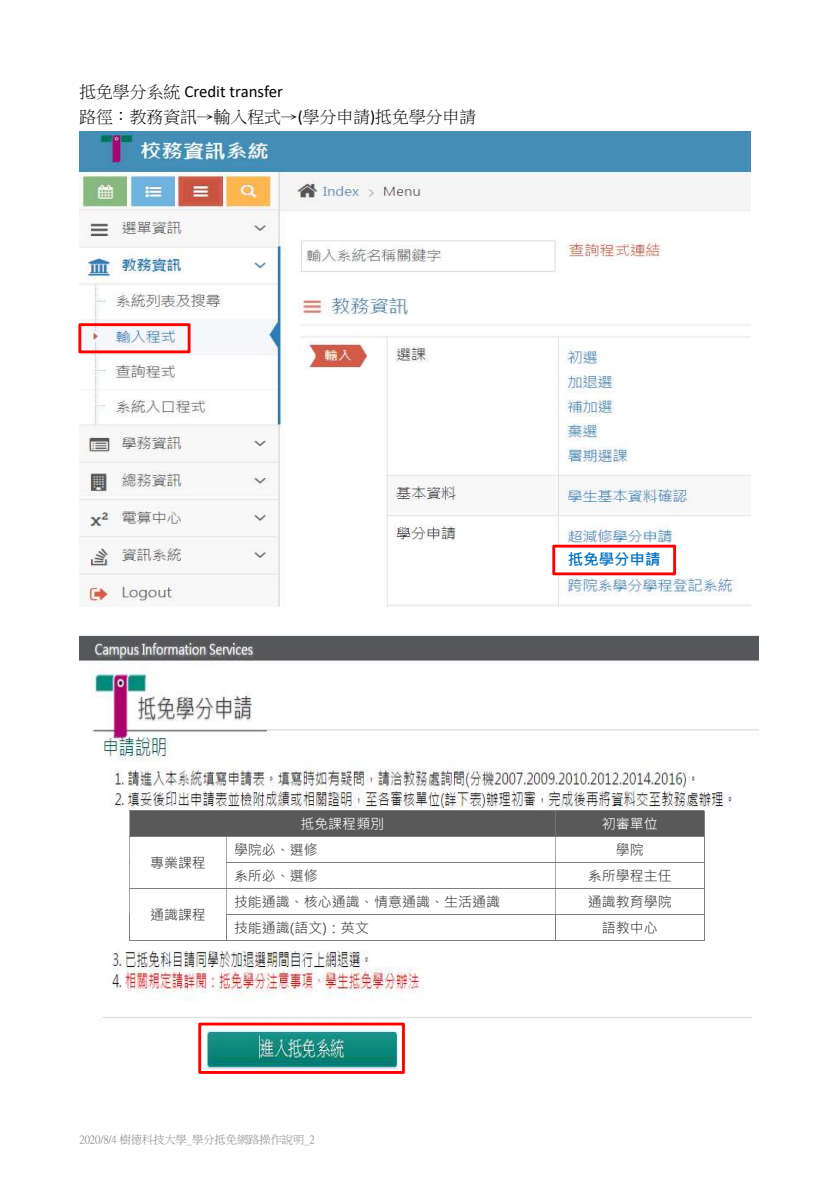 抵免學分系統 Credit transfer
路徑：教務資訊→輸入程式→(學分申請)抵免學分申請
校務資訊系統
Index > Menu
選單資訊
教務資訊
系統列表及搜尋
輸入程式
查詢程式
系統入口程式
學務資訊
總務資訊
x² 電算中心
資訊系統
Logout
輸入系統名稱關鍵字
查詢程式連結
教務資訊
輸入
選課
初選
加退選
補加選
棄選
暑期選課
基本資料
學生基本資料確認
學分申請
超減修學分申請
抵免學分申請
跨院系學分學程登記系統
Campus Information Services
抵免學分申請
申請說明
1. 請進入本系統填寫申請表。填寫時如有疑問，請洽教務處詢問(分機2007.2009.2010.2012.2014.2016)。
2. 填妥後印出申請表並檢附成績或相關證明，至各審核單位(詳下表)辦理初審，完成後再將資料交至教務處辦理。
抵免課程類別 初審單位
專業課程
學院必、選修 學院
系所必、選修 系所學程主任
通識課程
技能通識、核心通識、情意通識、生活通識 通識教育學院
技能通識(語文)：英文 語教中心
3. 已抵免科目請同學於加退選期間自行上網退選。
4. 相關規定請詳閱：抵免學分注意事項、學生抵免學分辦法
進入抵免系統
2020/8/4 樹德科技大學_學分抵免網路操作說明_2